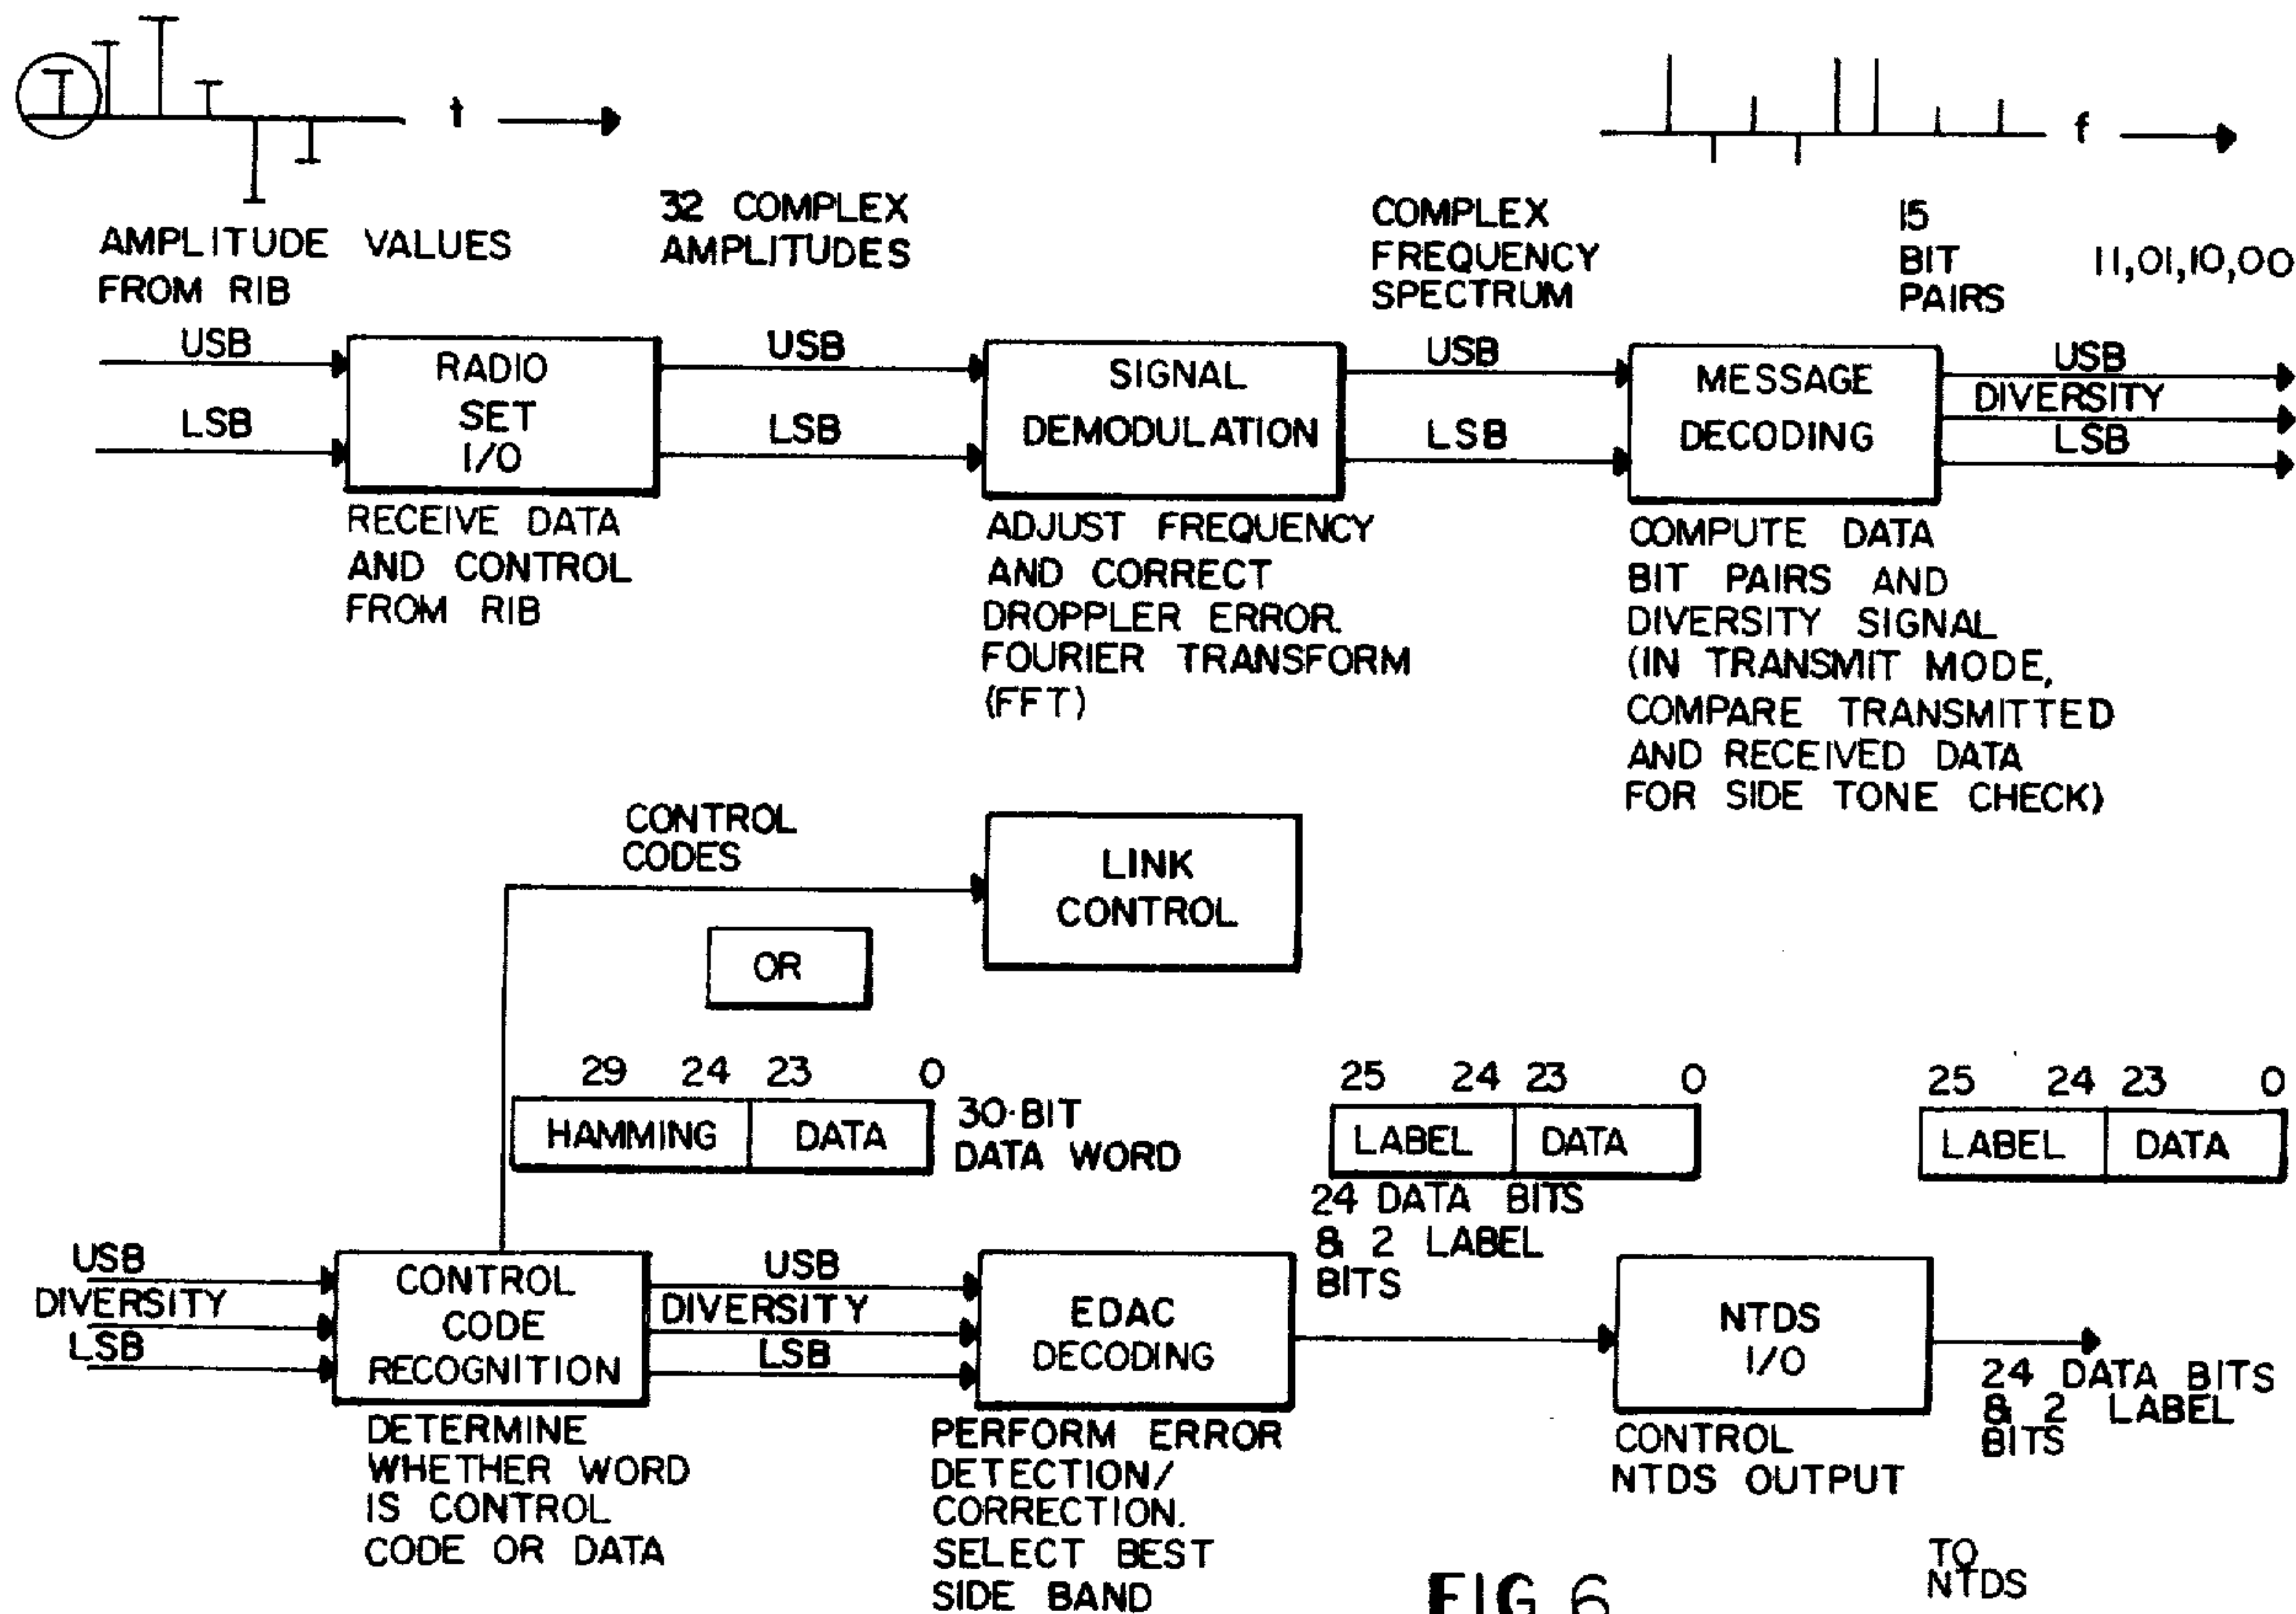 t
f
AMPLITUDE VALUES
FROM RIB
32 COMPLEX
AMPLITUDES
COMPLEX
FREQUENCY
SPECTRUM
15
BIT
PAIRS
11,01,10,00
USB
LSB
RADIO
SET
I/O
USB
LSB
SIGNAL
DEMODULATION
USB
LSB
MESSAGE
DECODING
USB
DIVERSITY
LSB
RECEIVE DATA
AND CONTROL
FROM RIB
ADJUST FREQUENCY
AND CORRECT
DROPPLER ERROR.
FOURIER TRANSFORM
(FFT)
COMPUTE DATA
BIT PAIRS AND
DIVERSITY SIGNAL
(IN TRANSMIT MODE,
COMPARE TRANSMITTED
AND RECEIVED DATA
FOR SIDE TONE CHECK)
CONTROL
CODES
LINK
CONTROL
OR
29 24 23 0
HAMMING DATA
30-BIT
DATA WORD
25 24 23 0
LABEL DATA
24 DATA BITS
& 2 LABEL
BITS
25 24 23 0
LABEL DATA
USB
DIVERSITY
LSB
CONTROL
CODE
RECOGNITION
USB
DIVERSITY
LSB
EDAC
DECODING
NTDS
I/O
24 DATA BITS
& 2 LABEL
BITS
DETERMINE
WHETHER WORD
IS CONTROL
CODE OR DATA
PERFORM ERROR
DETECTION/
CORRECTION.
SELECT BEST
SIDE BAND
CONTROL
NTDS OUTPUT
TO
NTDS
FIG 6